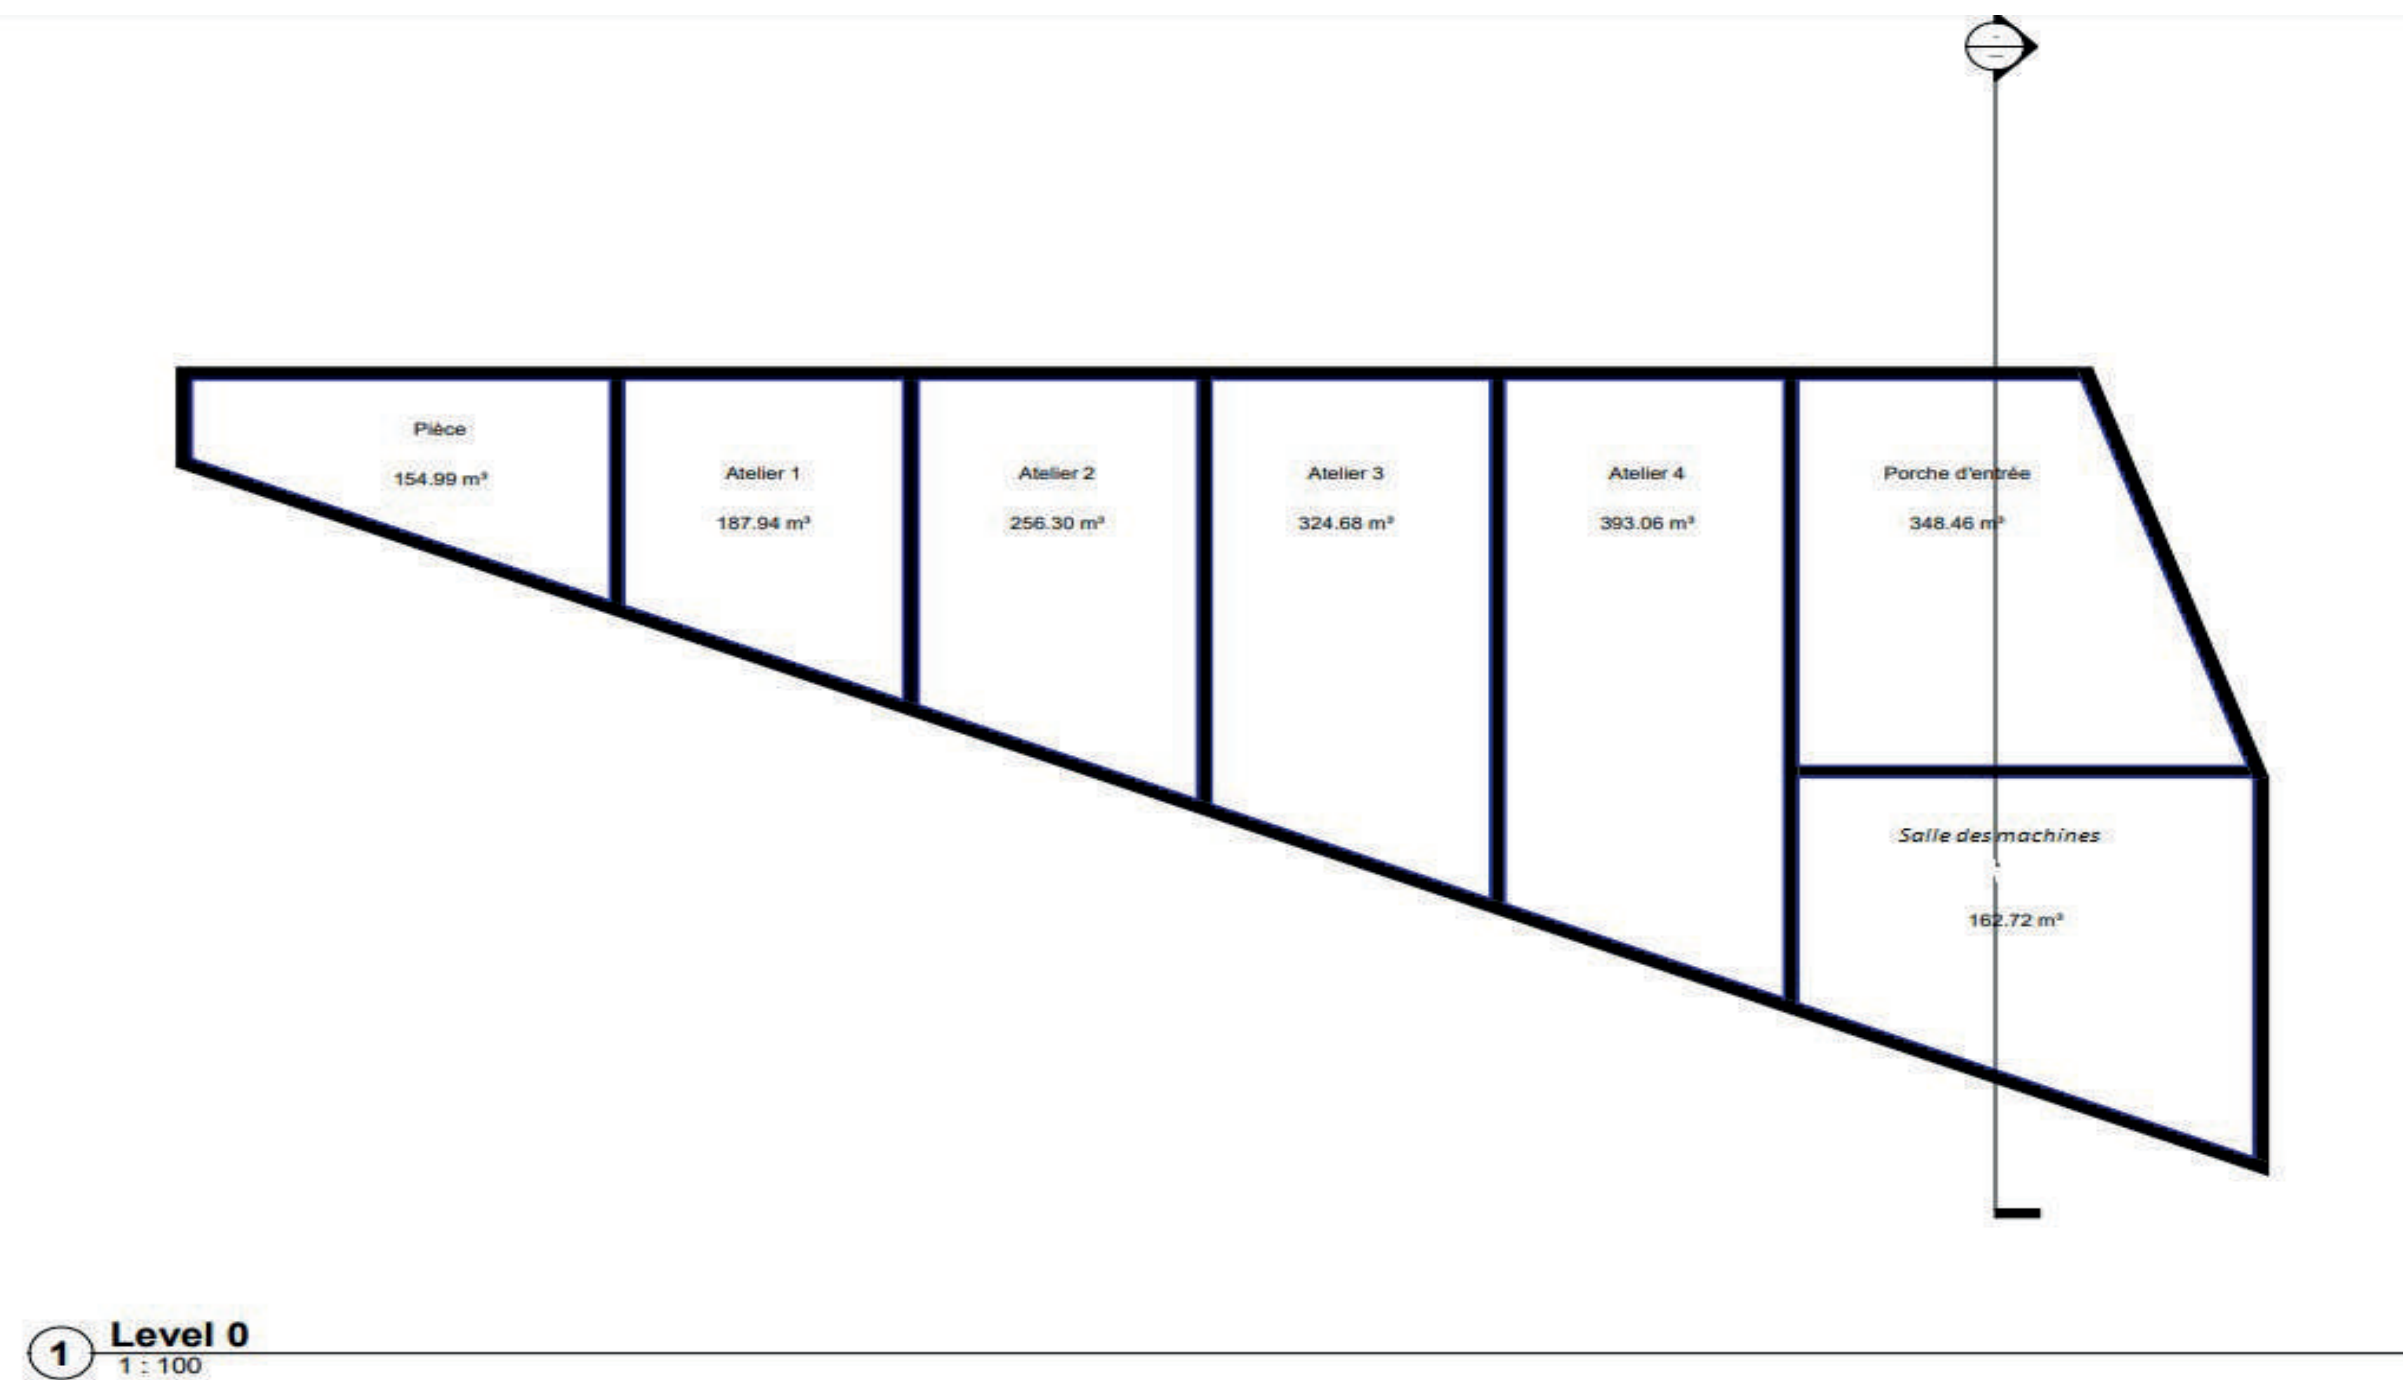 Pièce
154.99 m³
Atelier 1
187.94 m³
Atelier 2
256.30 m³
Atelier 3
324.68 m³
Atelier 4
393.06 m³
Porche d'entrée
348.46 m³
Salle des machines
162.72 m³
1 Level 0
1 : 100